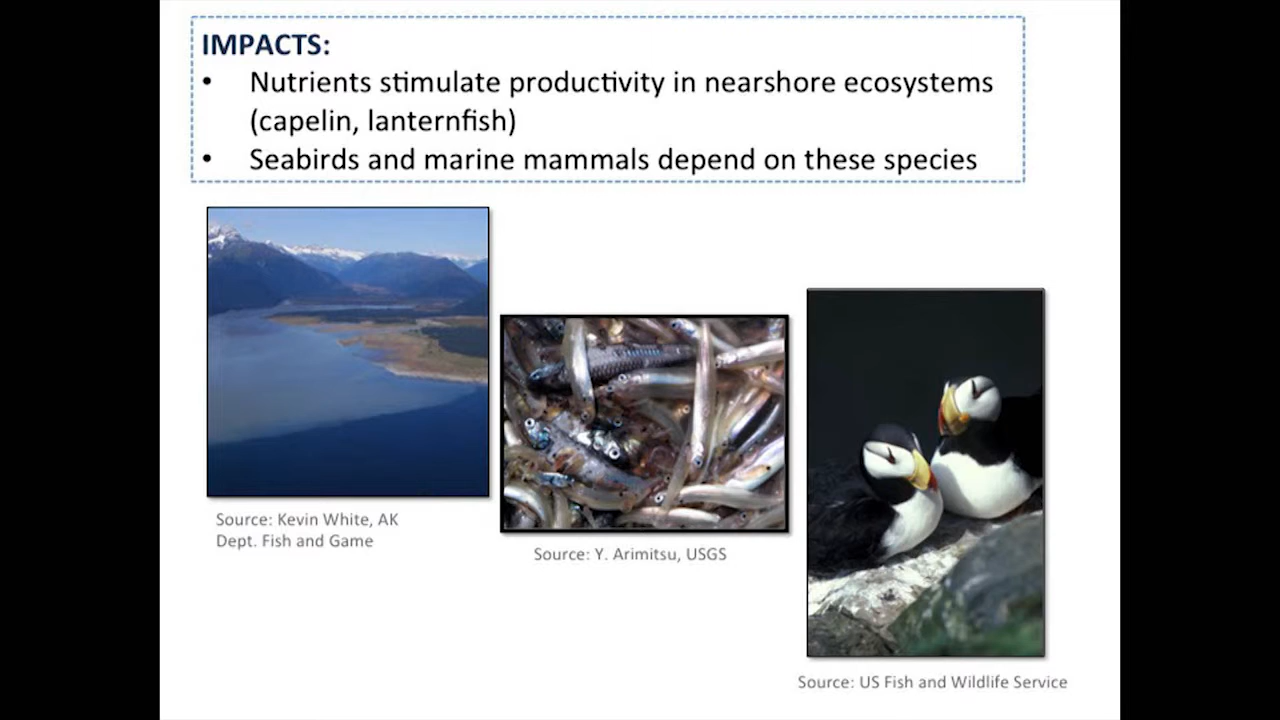 IMPACTS:
• Nutrients stimulate productivity in nearshore ecosystems
(capelin, lanternfish)
• Seabirds and marine mammals depend on these species
Source: Kevin White, AK
Dept. Fish and Game
Source: Y. Arimitsu, USGS
Source: US Fish and Wildlife Service